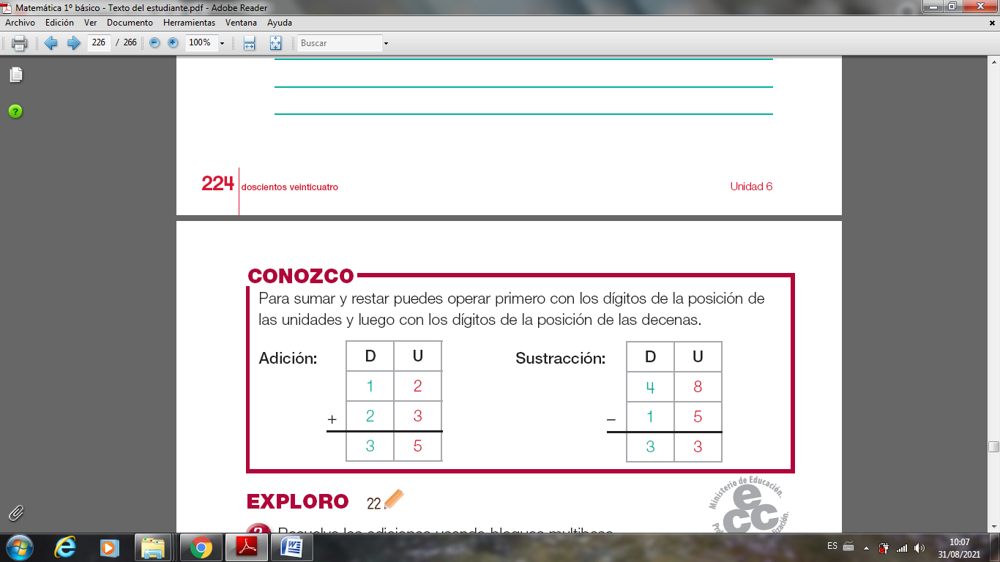 Matemática 1º básico - Texto del estudiante.pdf - Adobe Reader
Archivo Edición Ver Documento Herramientas Ventana Ayuda
226 / 266 100% Buscar
224 doscientos veinticuatro Unidad 6
CONOZCO
Para sumar y restar puedes operar primero con los dígitos de la posición de
las unidades y luego con los dígitos de la posición de las decenas.
Adición: D U Sustracción: D U
1 2 4 8
+ 2 3 – 1 5
3 5 3 3
EXPLORO 22
Ministerio de Educación.
ecc
2 Resuelve las adiciones usando bloques multibase.
ES 10:07
31/08/2021